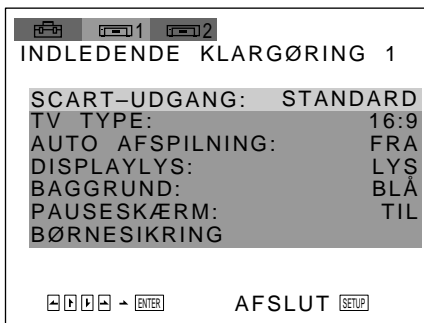 1 2
INDLEDENDE KLARGØRING 1
SCART–UDGANG: STANDARD
TV TYPE: 16:9
AUTO AFSPILNING: FRA
DISPLAYLYS: LYS
BAGGRUND: BLÅ
PAUSESKÆRM: TIL
BØRNESIKRING
ENTER AFSLUT SETUP